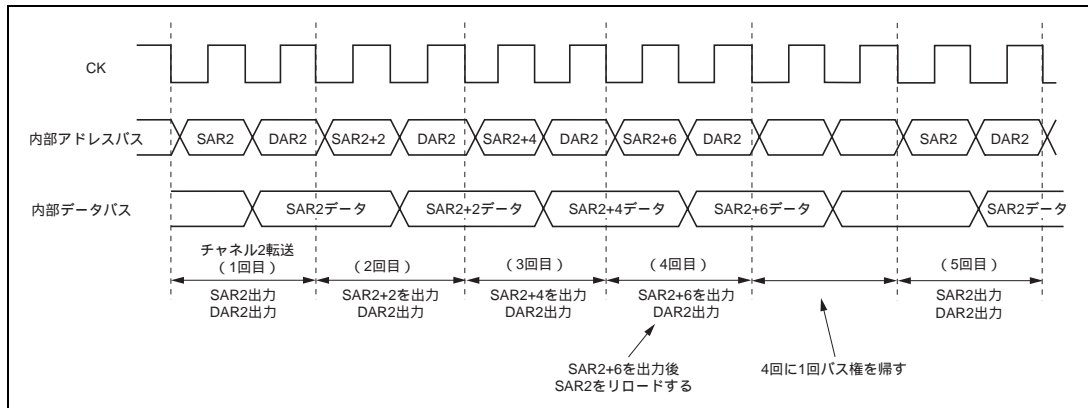 CK
内部アドレスバス
SAR2 DAR2 SAR2+2 DAR2 SAR2+4 DAR2 SAR2+6 DAR2 SAR2 DAR2
内部データバス
SAR2データ SAR2+2データ SAR2+4データ SAR2+6データ SAR2データ
チャネル2転送
（1回目） （2回目） （3回目） （4回目） （5回目）
SAR2出力 SAR2+2を出力 SAR2+4を出力 SAR2+6を出力 SAR2出力
DAR2出力 DAR2出力 DAR2出力 DAR2出力 DAR2出力
SAR2+6を出力後
SAR2をリロードする
4回に1回バス権を帰す